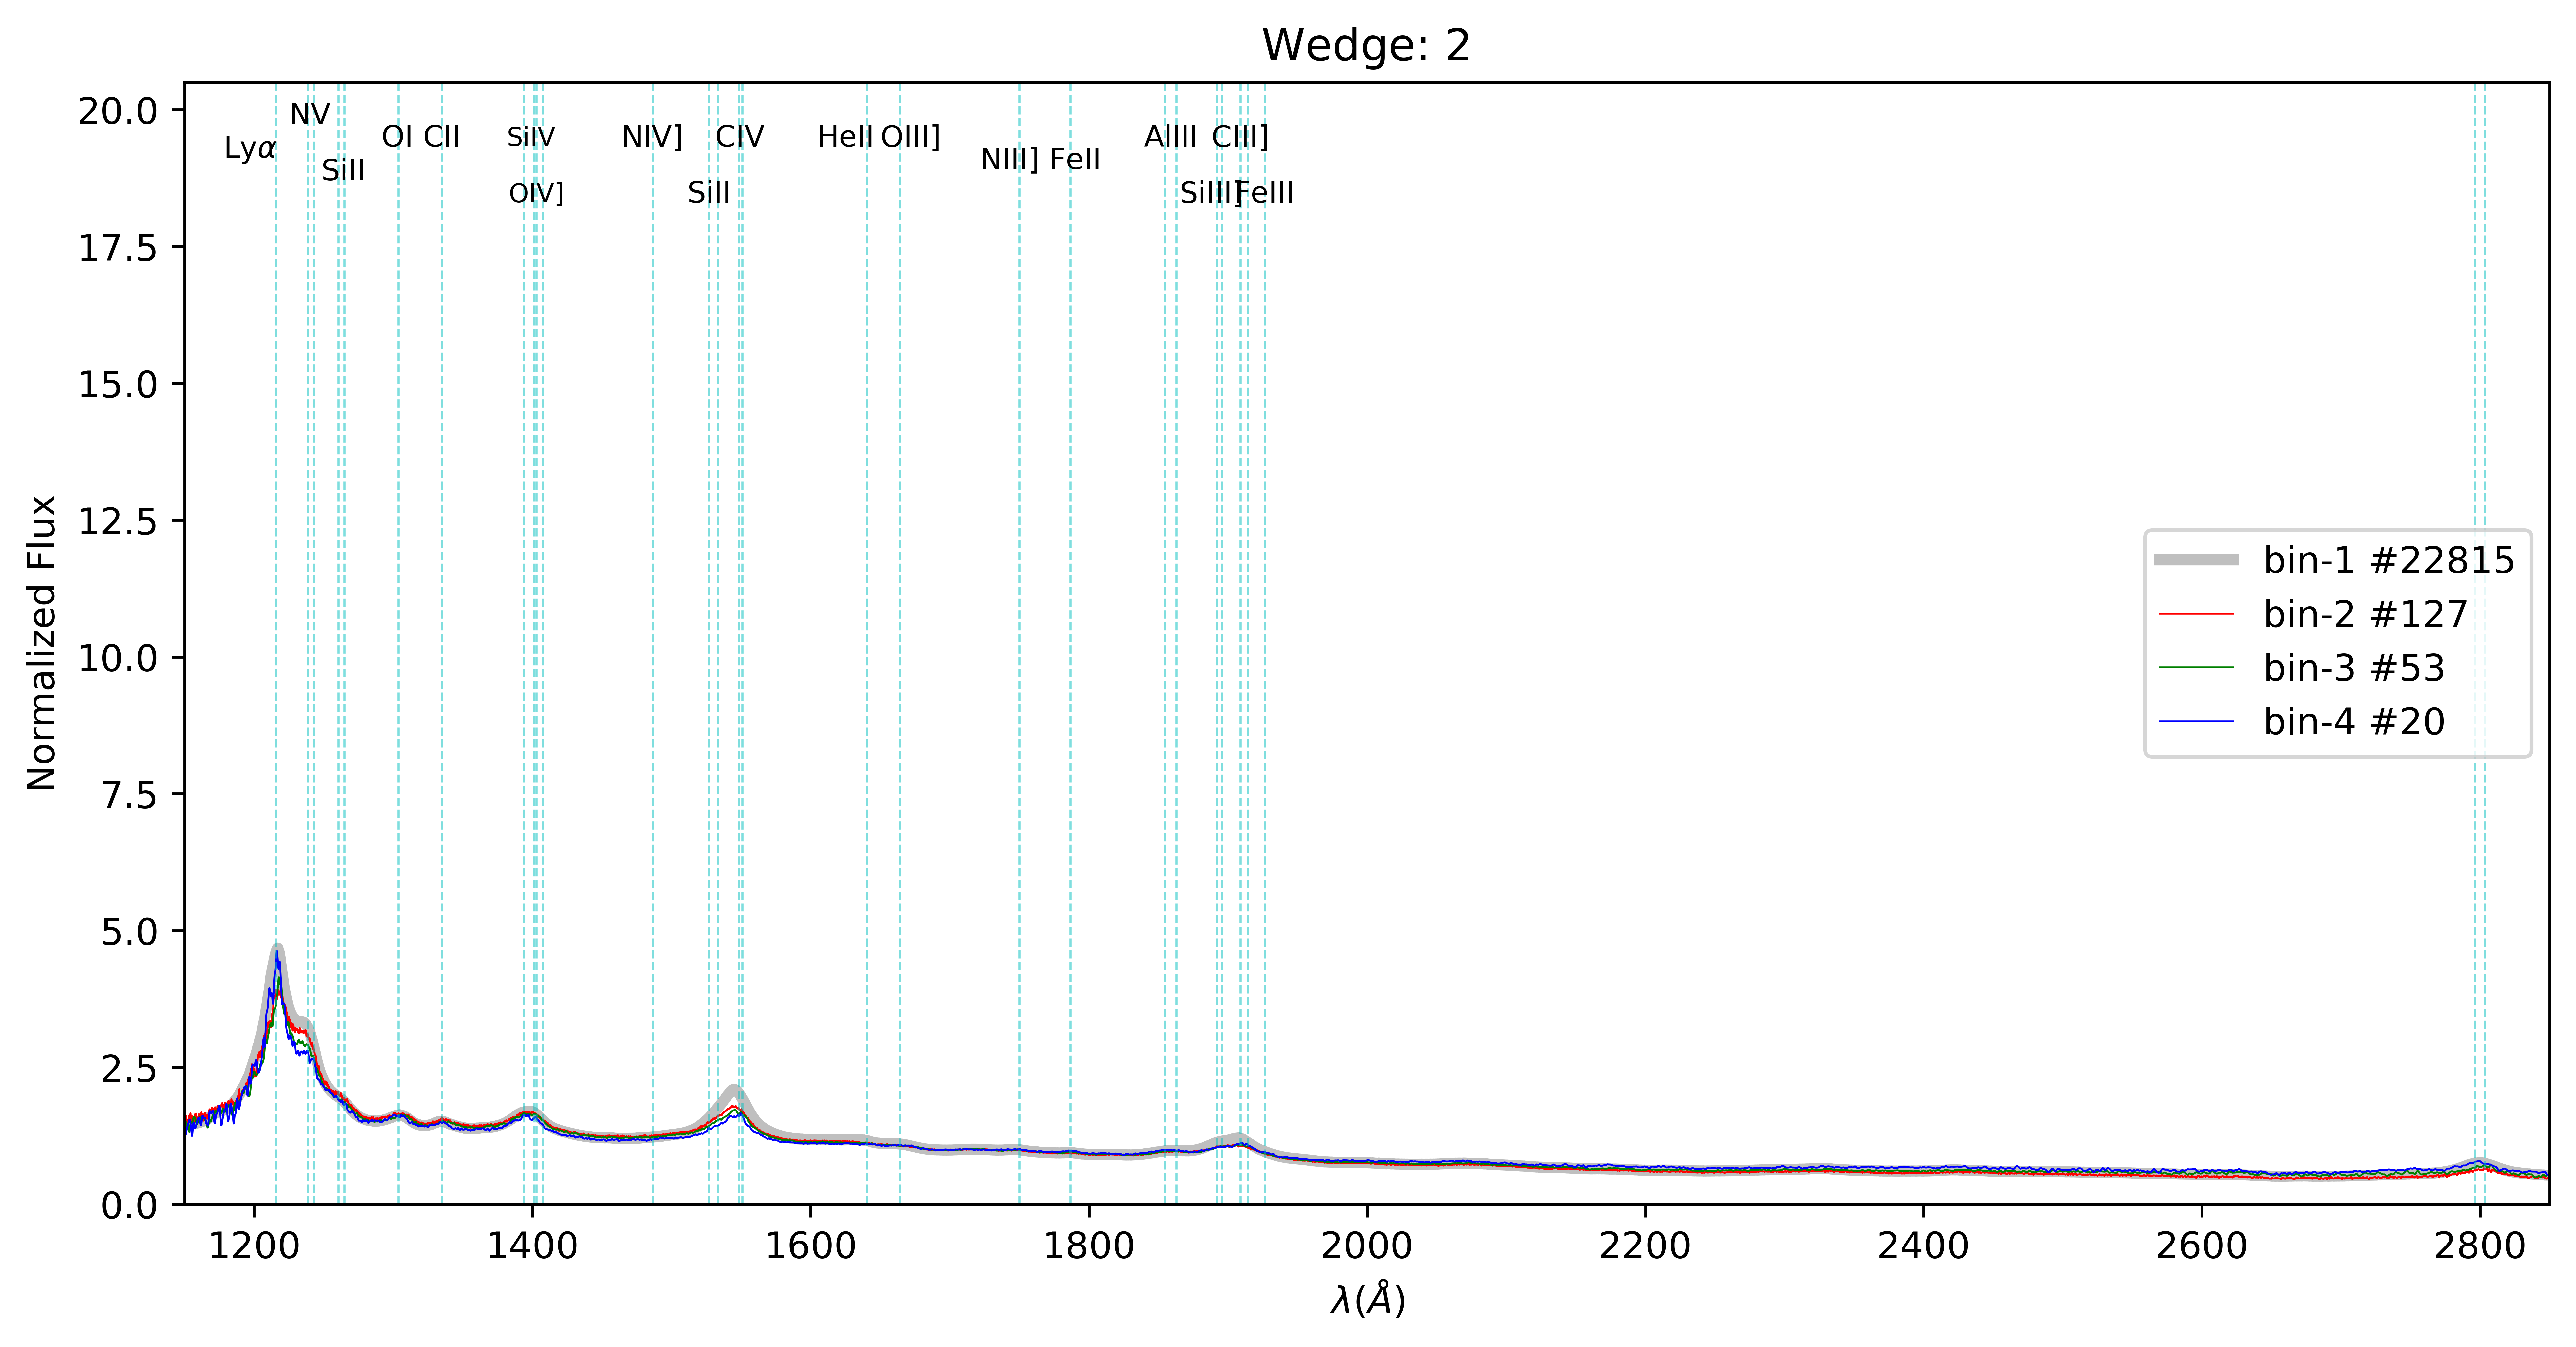 Wedge: 2
20.0
17.5
15.0
12.5
10.0
7.5
5.0
2.5
0.0
Normalized Flux
NV
Lyα
SiII
OI CII
SiIV
OIV]
NIV]
CIV
SiII
HeII OIII]
NIII] FeII
AlIII CIII]
SiIII] FeIII
bin-1 #22815
bin-2 #127
bin-3 #53
bin-4 #20
1200 1400 1600 1800 2000 2200 2400 2600 2800
λ(Å)